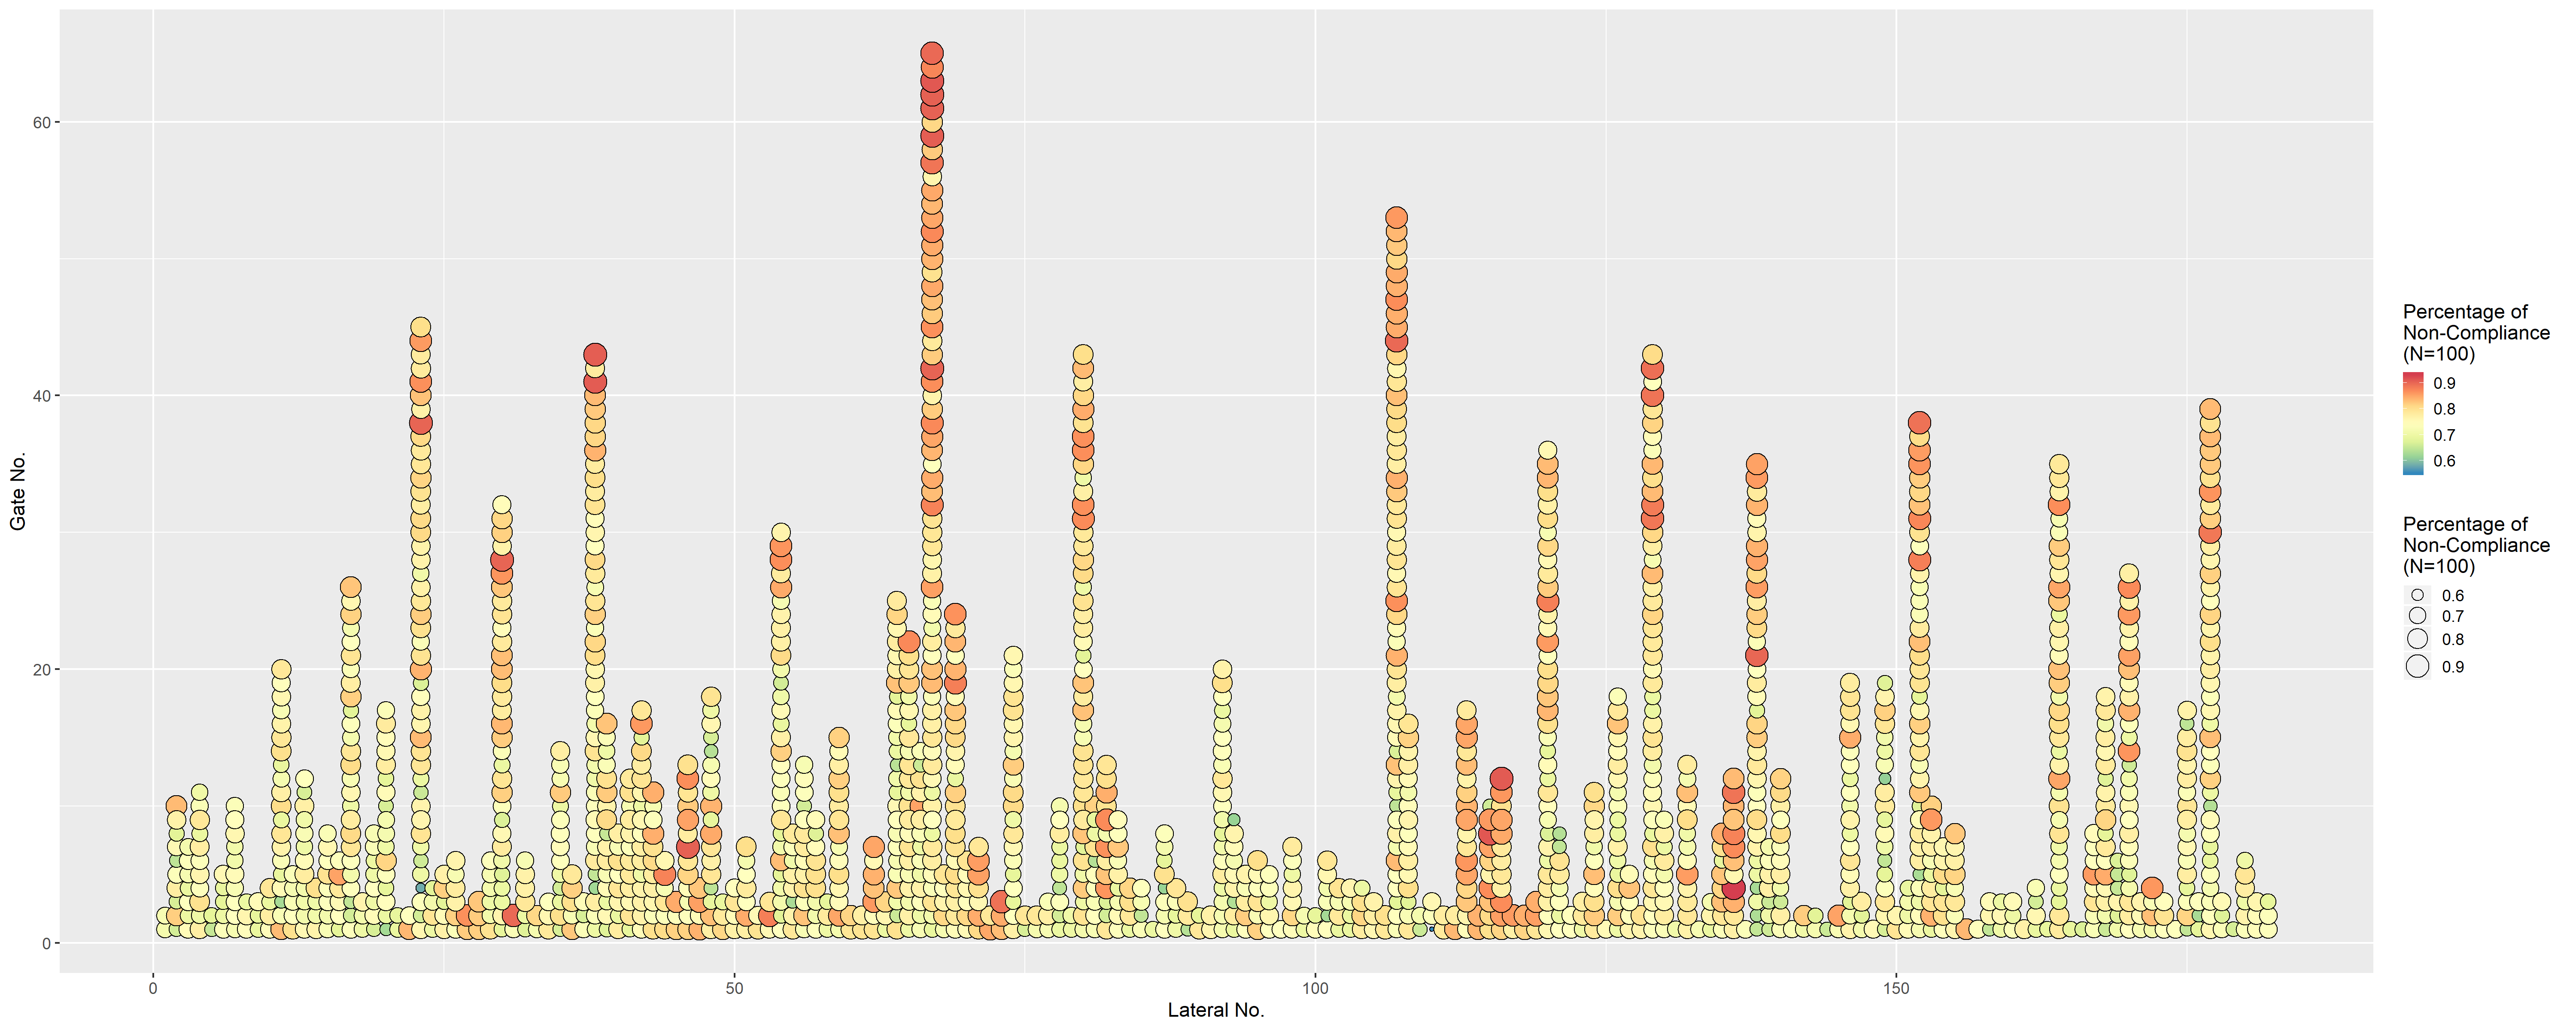 60
40
20
0
Gate No.
0
50
100
150
Lateral No.
Percentage of
Non-Compliance
(N=100)
0.9
0.8
0.7
0.6
Percentage of
Non-Compliance
(N=100)
0.6
0.7
0.8
0.9